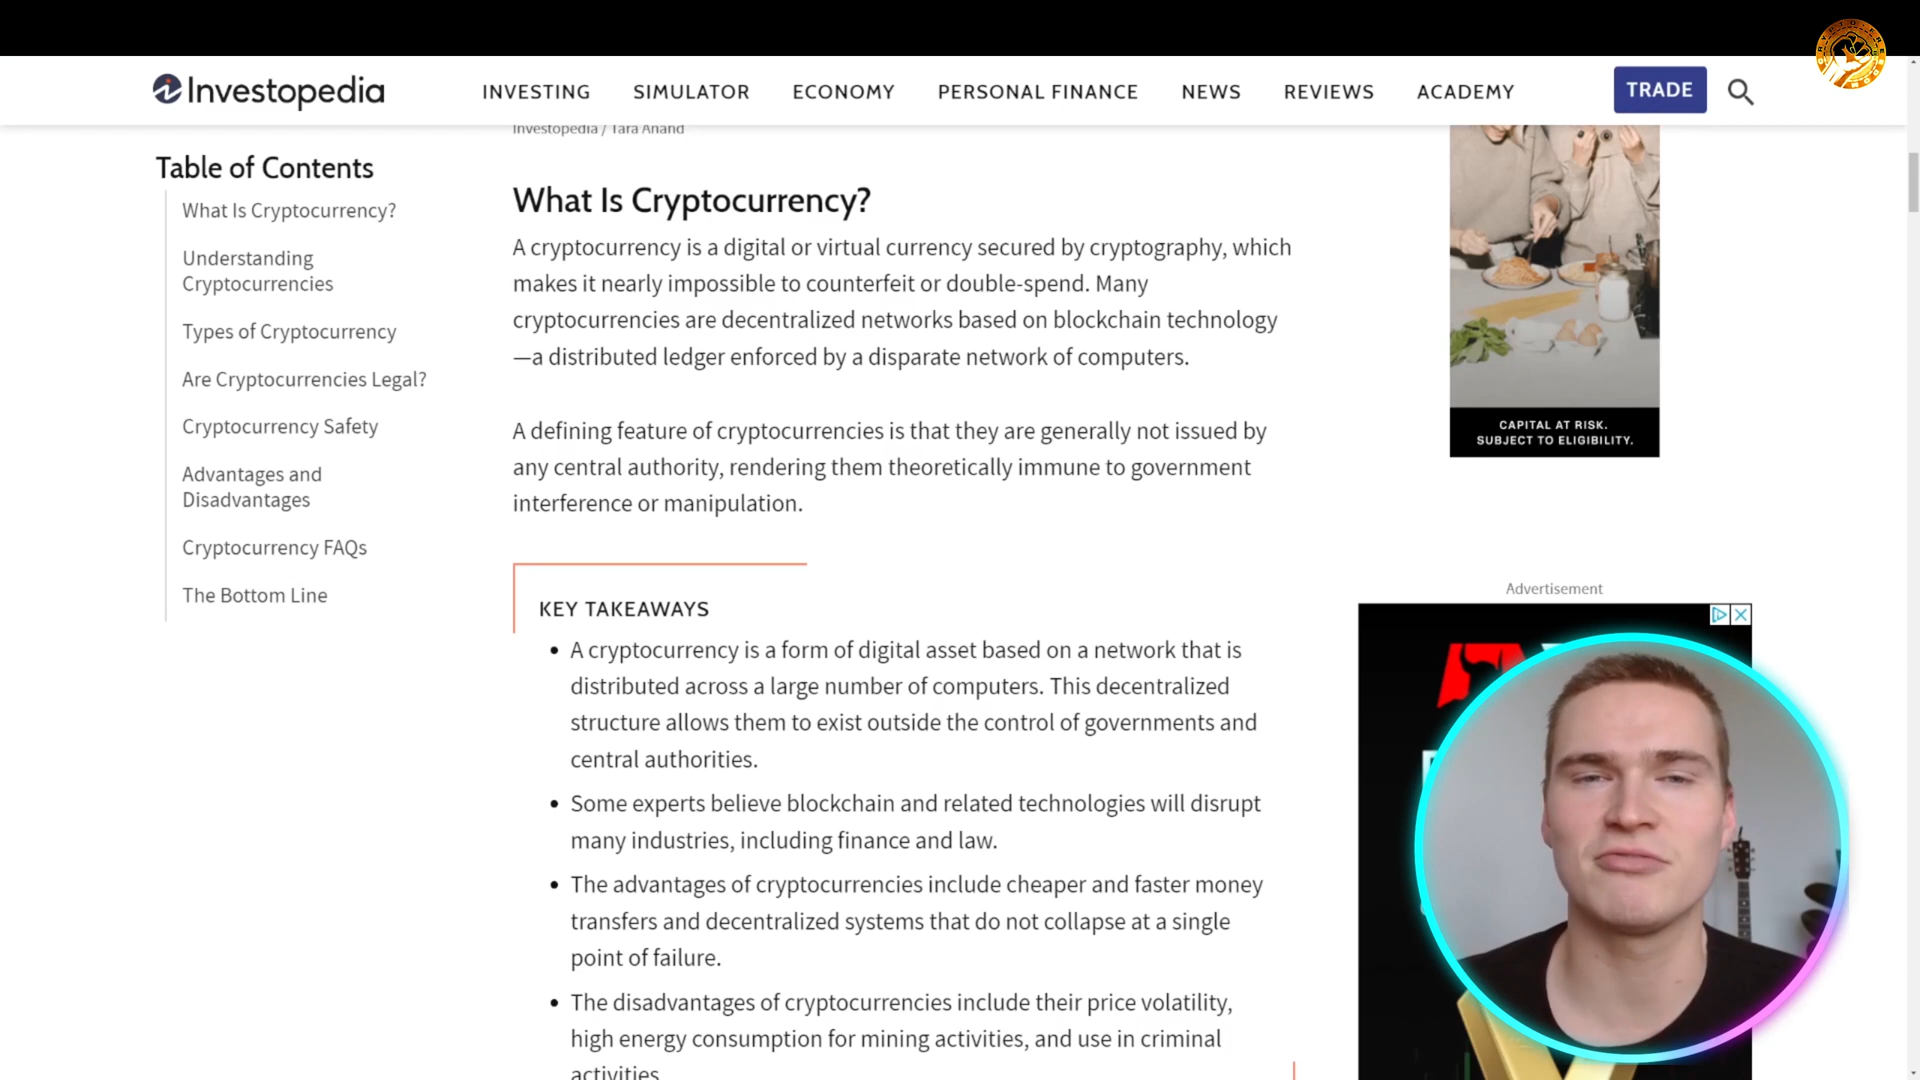 Investopedia
INVESTING SIMULATOR ECONOMY PERSONAL FINANCE NEWS REVIEWS ACADEMY
TRADE
Investopedia / Tara Anand
Table of Contents
What Is Cryptocurrency?
Understanding
Cryptocurrencies
Types of Cryptocurrency
Are Cryptocurrencies Legal?
Cryptocurrency Safety
Advantages and
Disadvantages
Cryptocurrency FAQs
The Bottom Line
What Is Cryptocurrency?
A cryptocurrency is a digital or virtual currency secured by cryptography, which
makes it nearly impossible to counterfeit or double-spend. Many
cryptocurrencies are decentralized networks based on blockchain technology
—a distributed ledger enforced by a disparate network of computers.
A defining feature of cryptocurrencies is that they are generally not issued by
any central authority, rendering them theoretically immune to government
interference or manipulation.
KEY TAKEAWAYS
• A cryptocurrency is a form of digital asset based on a network that is
distributed across a large number of computers. This decentralized
structure allows them to exist outside the control of governments and
central authorities.
• Some experts believe blockchain and related technologies will disrupt
many industries, including finance and law.
• The advantages of cryptocurrencies include cheaper and faster money
transfers and decentralized systems that do not collapse at a single
point of failure.
• The disadvantages of cryptocurrencies include their price volatility,
high energy consumption for mining activities, and use in criminal
activities.
CAPITAL AT RISK.
SUBJECT TO ELIGIBILITY.
Advertisement